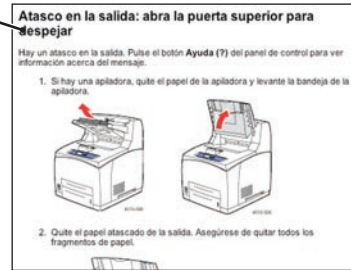 Atasco en la salida: abra la puerta superior para
despejar
Hay un atasco en la salida. Pulse el botón Ayuda (?) del panel de control para ver
información acerca del mensaje.
1. Si hay una apiladora, quite el papel de la apiladora y levante la bandeja de la
apiladora.
2. Quite el papel atascado de la salida. Asegúrese de quitar todos los
fragmentos de papel.